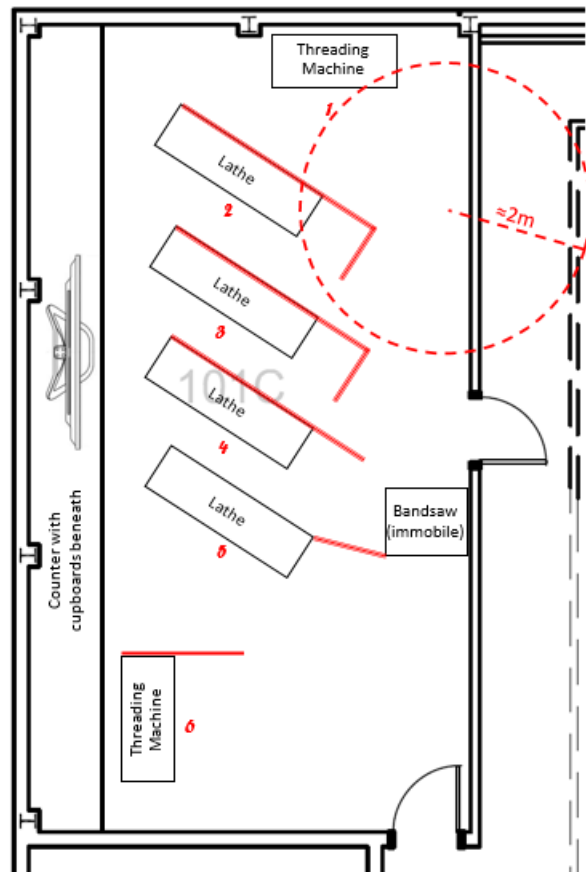 Threading
Machine
1
Lathe
2
≈2m
Lathe
3
101C
Lathe
4
Lathe
5
Bandsaw
(immobile)
Counter with
cupboards beneath
Threading
Machine
6